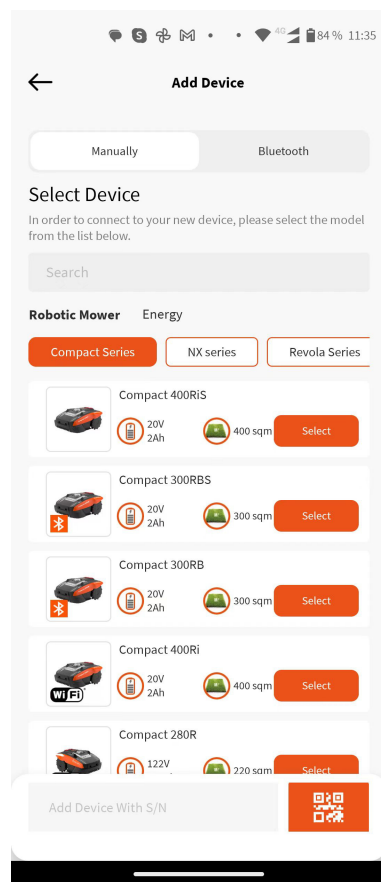 4G 84 % 11:35
Add Device
Manually Bluetooth
Select Device
In order to connect to your new device, please select the model
from the list below.
Search
Robotic Mower Energy
Compact Series NX series Revola Series
Compact 400RiS
20V
2Ah
400 sqm Select
Compact 300RBS
20V
2Ah
300 sqm Select
Compact 300RB
20V
2Ah
300 sqm Select
Compact 400Ri
WiFi
20V
2Ah
400 sqm Select
Compact 280R
122V
220 sqm Select
Add Device With S/N